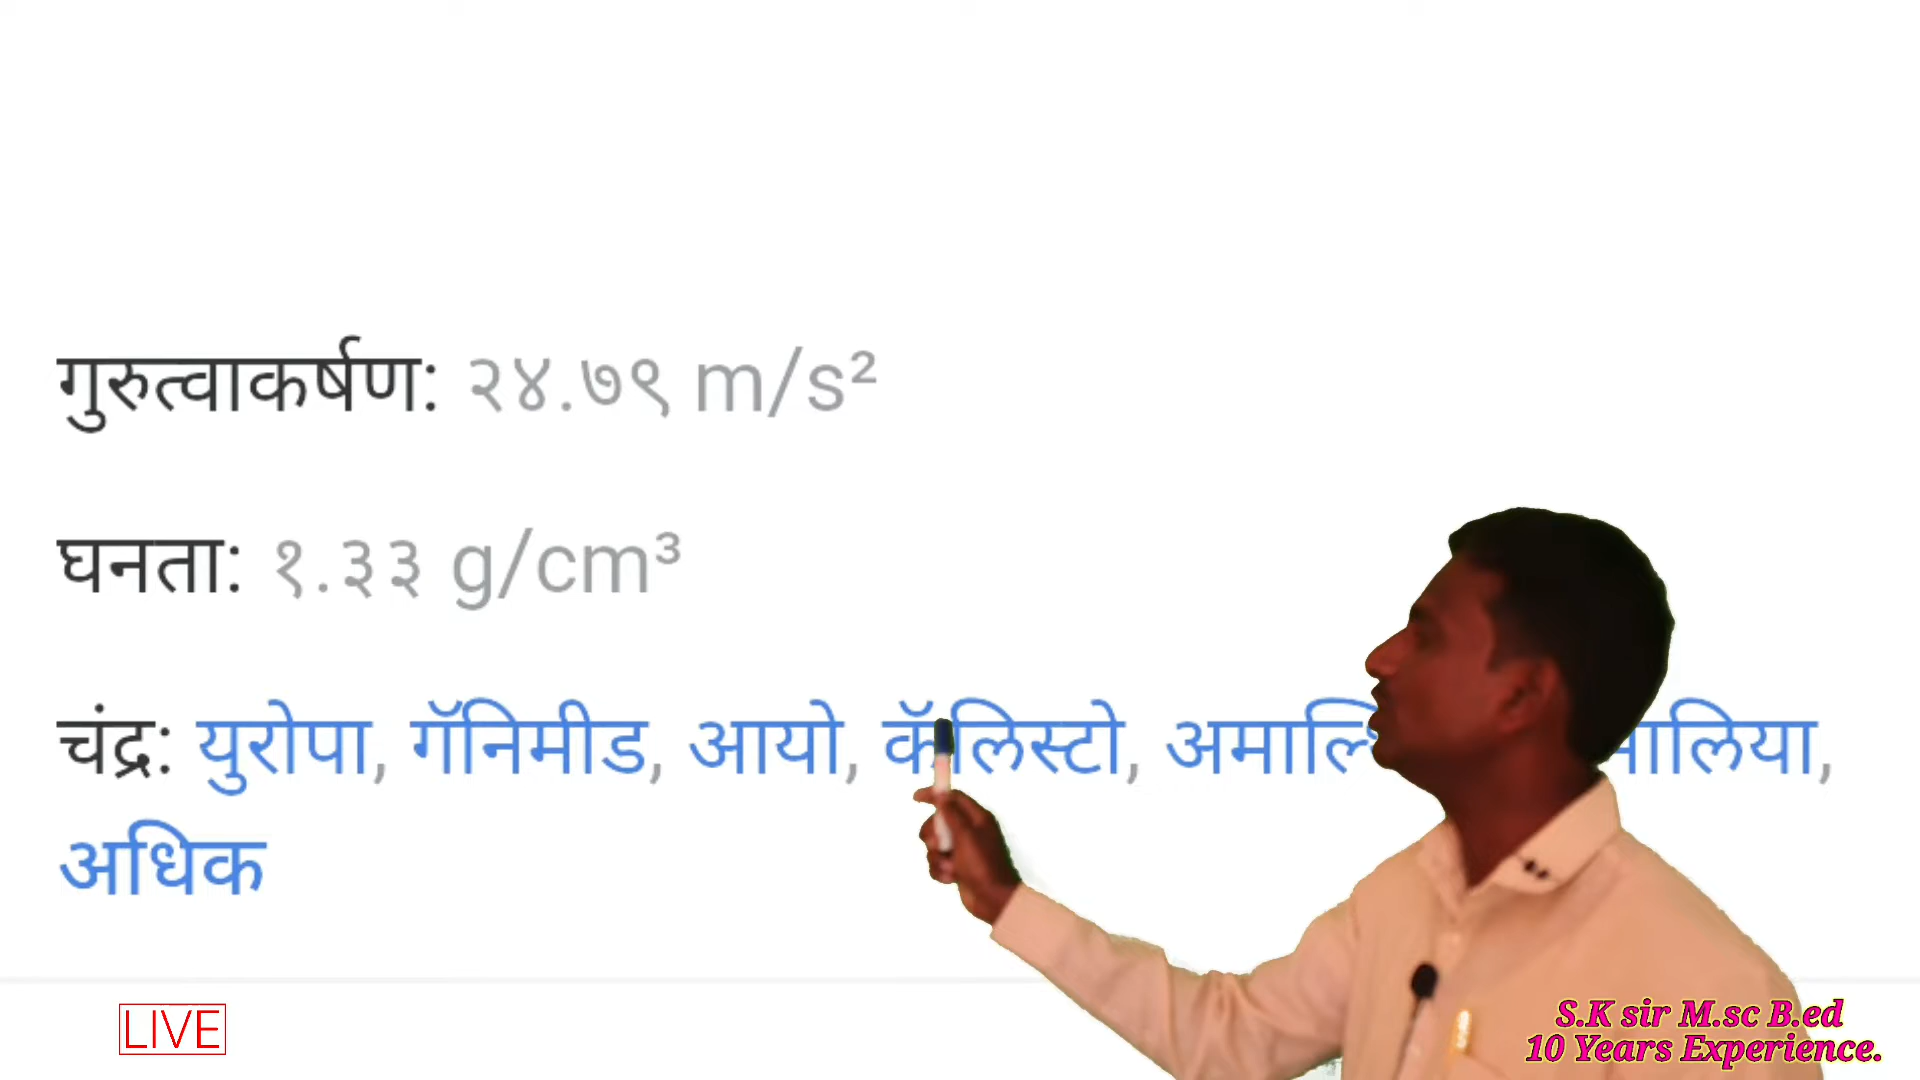 गुरुत्वाकर्षण: २४.७९ m/s²
घनता: १.३३ g/cm³
चंद्र: युरोपा, गॅनिमीड, आयो, कॅलिस्टो,
अधिक
LIVE
S.K sir M.sc B.ed
10 Years Experience.